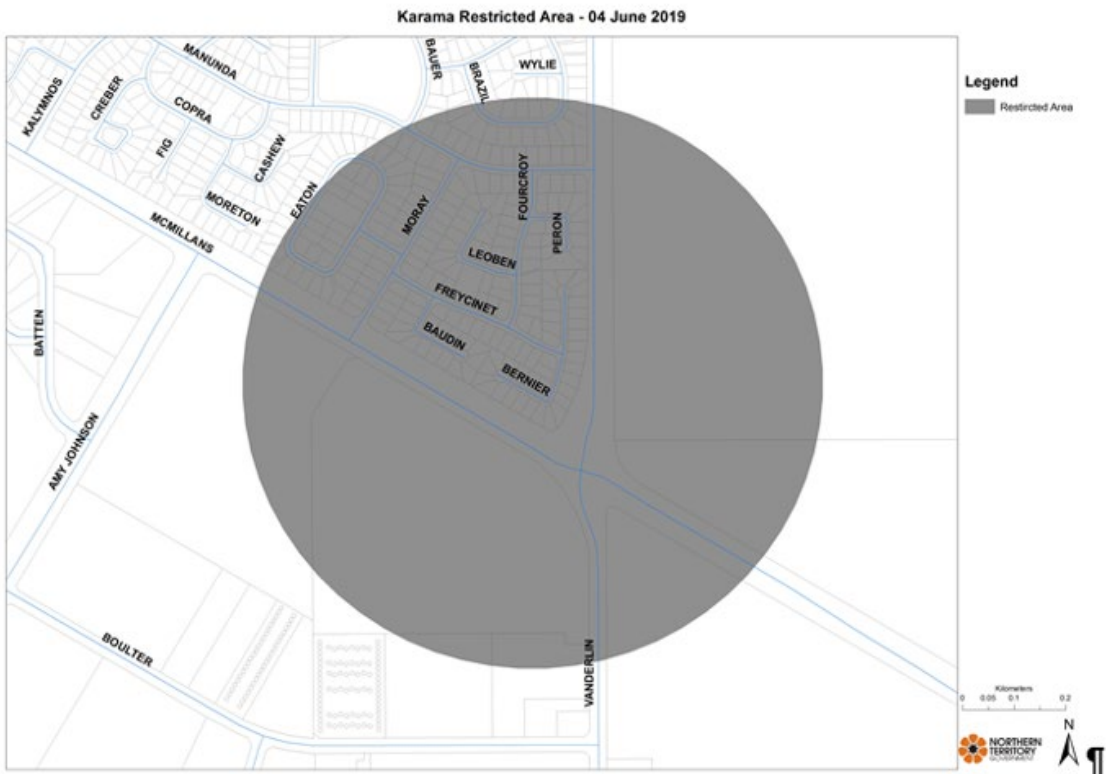 Karama Restricted Area - 04 June 2019
WYLIE
BAUER
BRAZIL
MANUNDA
KALYMNOS
CREBER
COPRA
FIG
CASHEW
EATON
MORETON
MCMILLANS
MORAY
FOURCROY
PERON
LEOBEN
FREYCINET
BAUDIN
BERNIER
BATTEN
AMY JOHNSON
BOULTER
VANDERLIN
Legend
Restircted Area
Kilometers
0 0.05 0.1 0.2
N
NORTHERN
TERRITORY
GOVERNMENT
¶